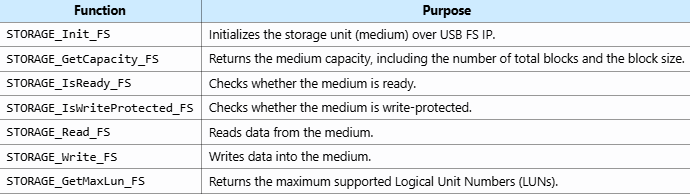 Function Purpose
STORAGE_Init_FS Initializes the storage unit (medium) over USB FS IP.
STORAGE_GetCapacity_FS Returns the medium capacity, including the number of total blocks and the block size.
STORAGE_IsReady_FS Checks whether the medium is ready.
STORAGE_IsWriteProtected_FS Checks whether the medium is write-protected.
STORAGE_Read_FS Reads data from the medium.
STORAGE_Write_FS Writes data into the medium.
STORAGE_GetMaxLun_FS Returns the maximum supported Logical Unit Numbers (LUNs).